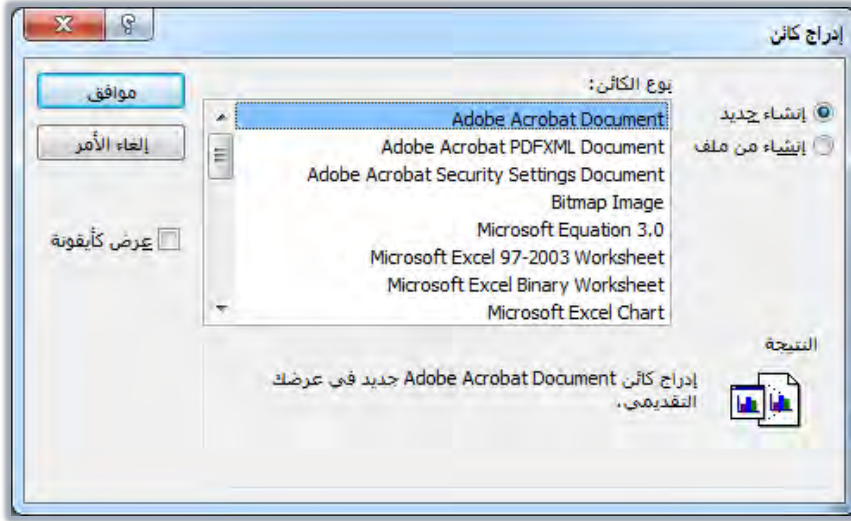 إدراج كائن
نوع الكائن:
إنشاء جديد
إنشاء من ملف
Adobe Acrobat Document
Adobe Acrobat PDFXML Document
Adobe Acrobat Security Settings Document
Bitmap Image
Microsoft Equation 3.0
Microsoft Excel 97-2003 Worksheet
Microsoft Excel Binary Worksheet
Microsoft Excel Chart
موافق
إلغاء الأمر
عرض كأيقونة
النتيجة
إدراج كائن Adobe Acrobat Document جديد في عرضك
التقديمي.